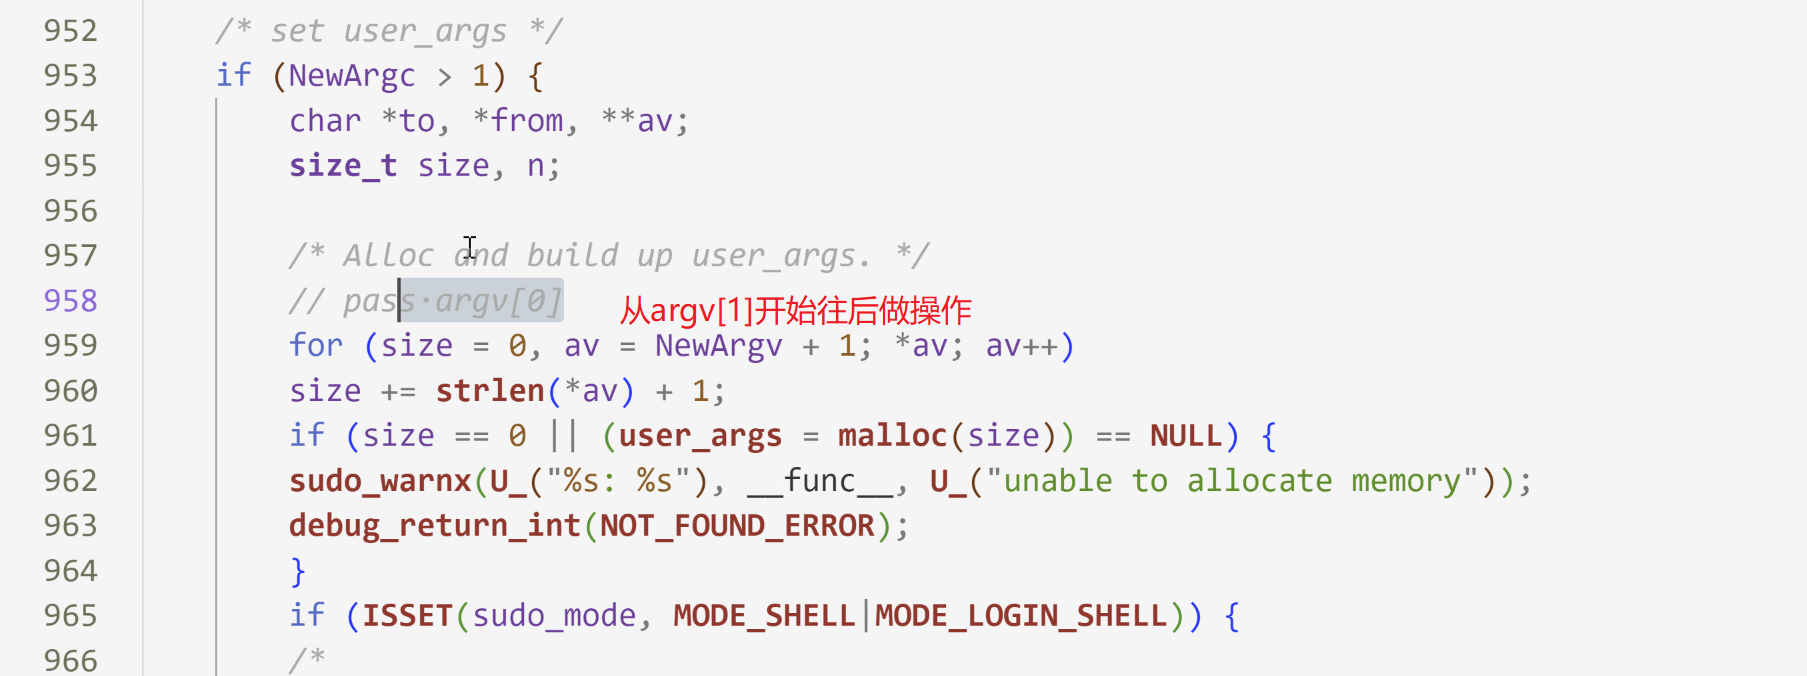 952 /* set user_args */
953 if (NewArgc > 1) {
954 char *to, *from, **av;
955 size_t size, n;
956
957 /* Alloc and build up user_args. */
958 // pass·argv[0] 从argv[1]开始往后做操作
959 for (size = 0, av = NewArgv + 1; *av; av++)
960 size += strlen(*av) + 1;
961 if (size == 0 || (user_args = malloc(size)) == NULL) {
962 sudo_warnx(U_("%s: %s"), __func__, U_("unable to allocate memory"));
963 debug_return_int(NOT_FOUND_ERROR);
964 }
965 if (ISSET(sudo_mode, MODE_SHELL|MODE_LOGIN_SHELL)) {
966 /*